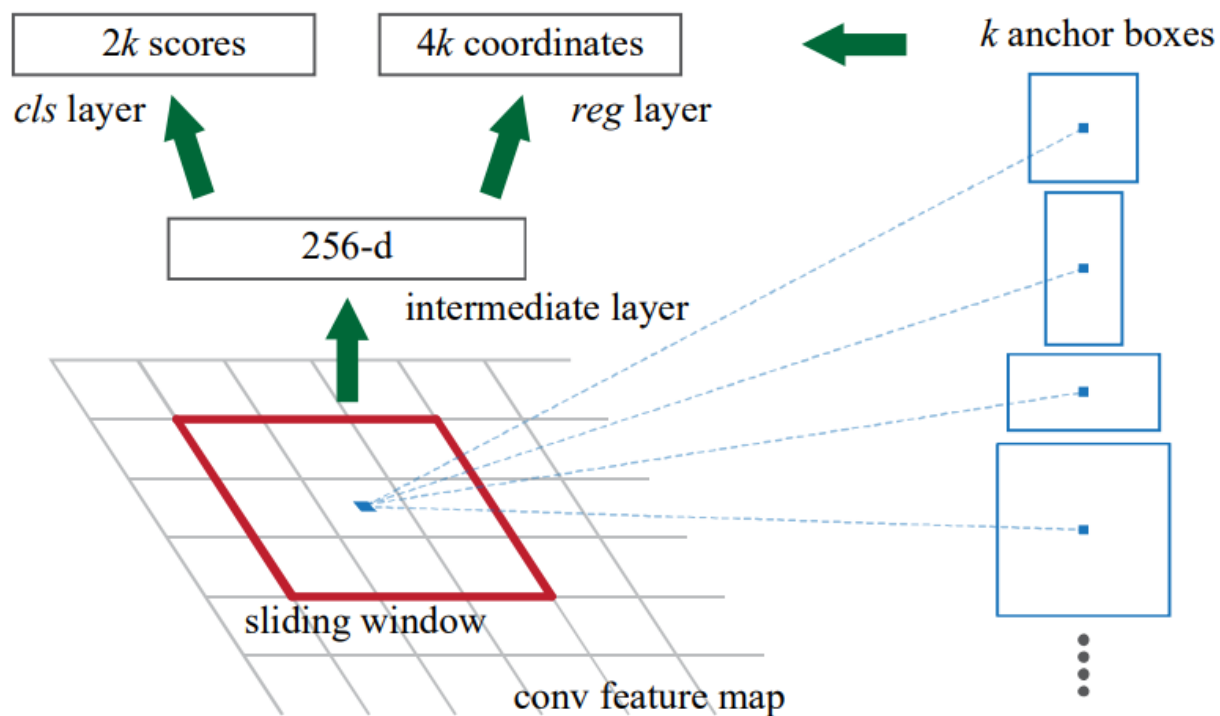 2k scores
4k coordinates
k anchor boxes
cls layer
reg layer
256-d
intermediate layer
sliding window
conv feature map